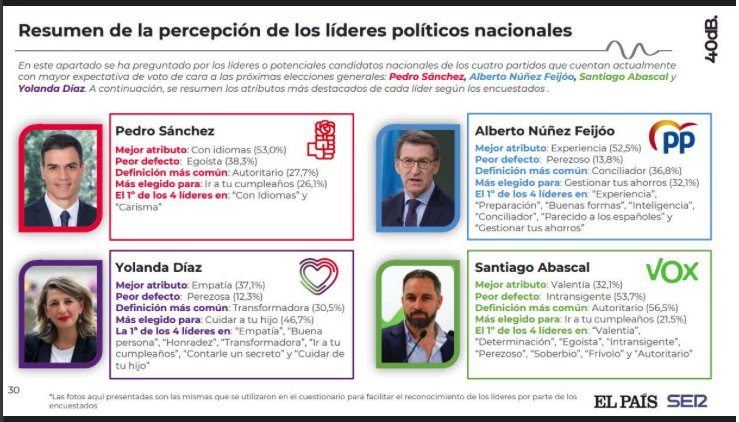 Resumen de la percepción de los líderes políticos nacionales
40dB.
En este apartado se ha preguntado por los líderes o potenciales candidatos nacionales de los cuatro partidos que cuentan actualmente
con mayor expectativa de voto de cara a las próximas elecciones generales: Pedro Sánchez, Alberto Núñez Feijóo, Santiago Abascal y
Yolanda Díaz. A continuación, se resumen los atributos más destacados de cada líder según los encuestados .
Pedro Sánchez
Mejor atributo: Con idiomas (53,0%)
Peor defecto: Egoísta (38,3%)
Definición más común: Autoritario (27,7%)
Más elegido para: Ir a tu cumpleaños (26,1%)
El 1º de los 4 líderes en: "Con Idiomas" y
"Carisma"
Alberto Núñez Feijóo
pp
Mejor atributo: Experiencia (52,5%)
Peor defecto: Perezoso (13,8%)
Definición más común: Conciliador (36,8%)
Más elegido para: Gestionar tus ahorros (32,1%)
El 1º de los 4 líderes en: "Experiencia",
"Preparación", "Buenas formas", "Inteligencia",
"Conciliador", "Parecido a los españoles" y
"Gestionar tus ahorros"
Yolanda Díaz
Mejor atributo: Empatía (37,1%)
Peor defecto: Perezosa (12,3%)
Definición más común: Transformadora (30,5%)
Más elegido para: Cuidar a tu hijo (46,7%)
La 1ª de los 4 líderes en: "Empatía", "Buena
persona", "Honradez", "Transformadora", "Ir a tu
cumpleaños", "Contarle un secreto" y "Cuidar de
tu hijo"
Santiago Abascal
VOX
Mejor atributo: Valentía (32,1%)
Peor defecto: Intransigente (53,7%)
Definición más común: Autoritario (56,5%)
Más elegido para: Ir a tu cumpleaños (21,5%)
El 1º de los 4 líderes en: "Valentía",
"Determinación", "Egoísta", "Intransigente",
"Perezoso", "Soberbio", "Frívolo" y "Autoritario"
30
*Las fotos aquí presentadas son las mismas que se utilizaron en el cuestionario para facilitar el reconocimiento de los líderes por parte de los
encuestados
EL PAÍS SER